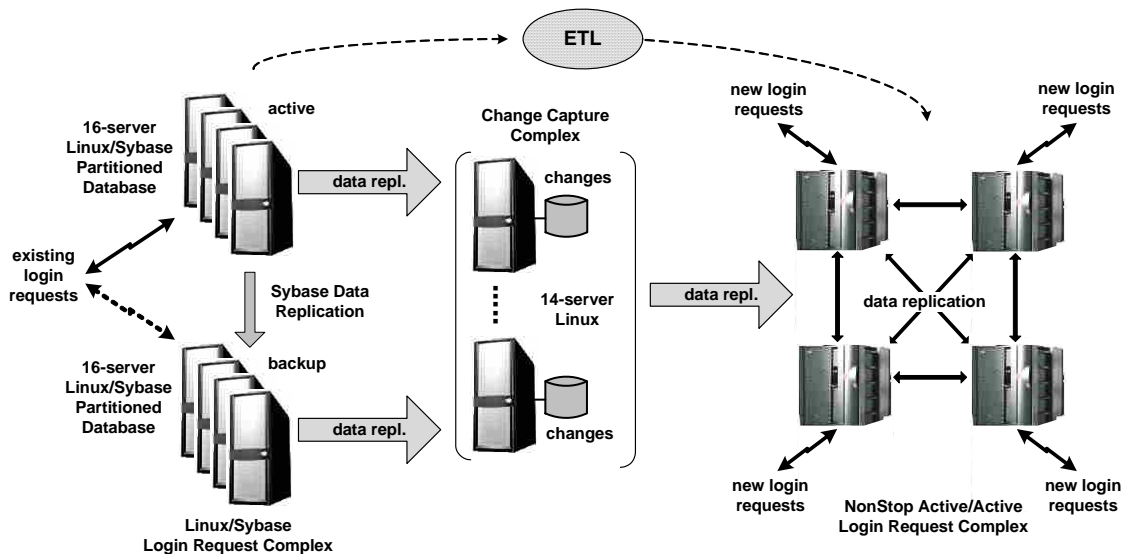 ETL
active
16-server
Linux/Sybase
Partitioned
Database
data repl.
existing
login
requests
Sybase Data
Replication
backup
16-server
Linux/Sybase
Partitioned
Database
data repl.
Linux/Sybase
Login Request Complex
Change Capture
Complex
changes
14-server
Linux
changes
data repl.
new login
requests
new login
requests
data replication
new login
requests
new login
requests
NonStop Active/Active
Login Request Complex